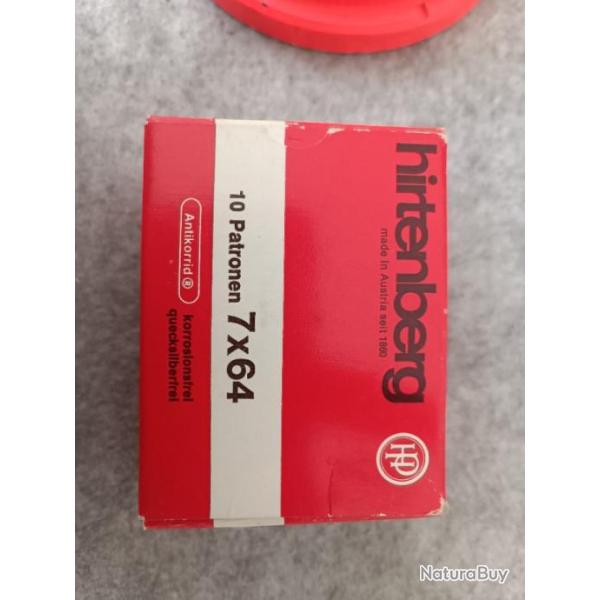 hirtenberg
made in Austria seit 1860
HP
10 Patronen 7x64
Antikorrid®
korrosionsfrei
quecksilberfrei
NaturaBuy